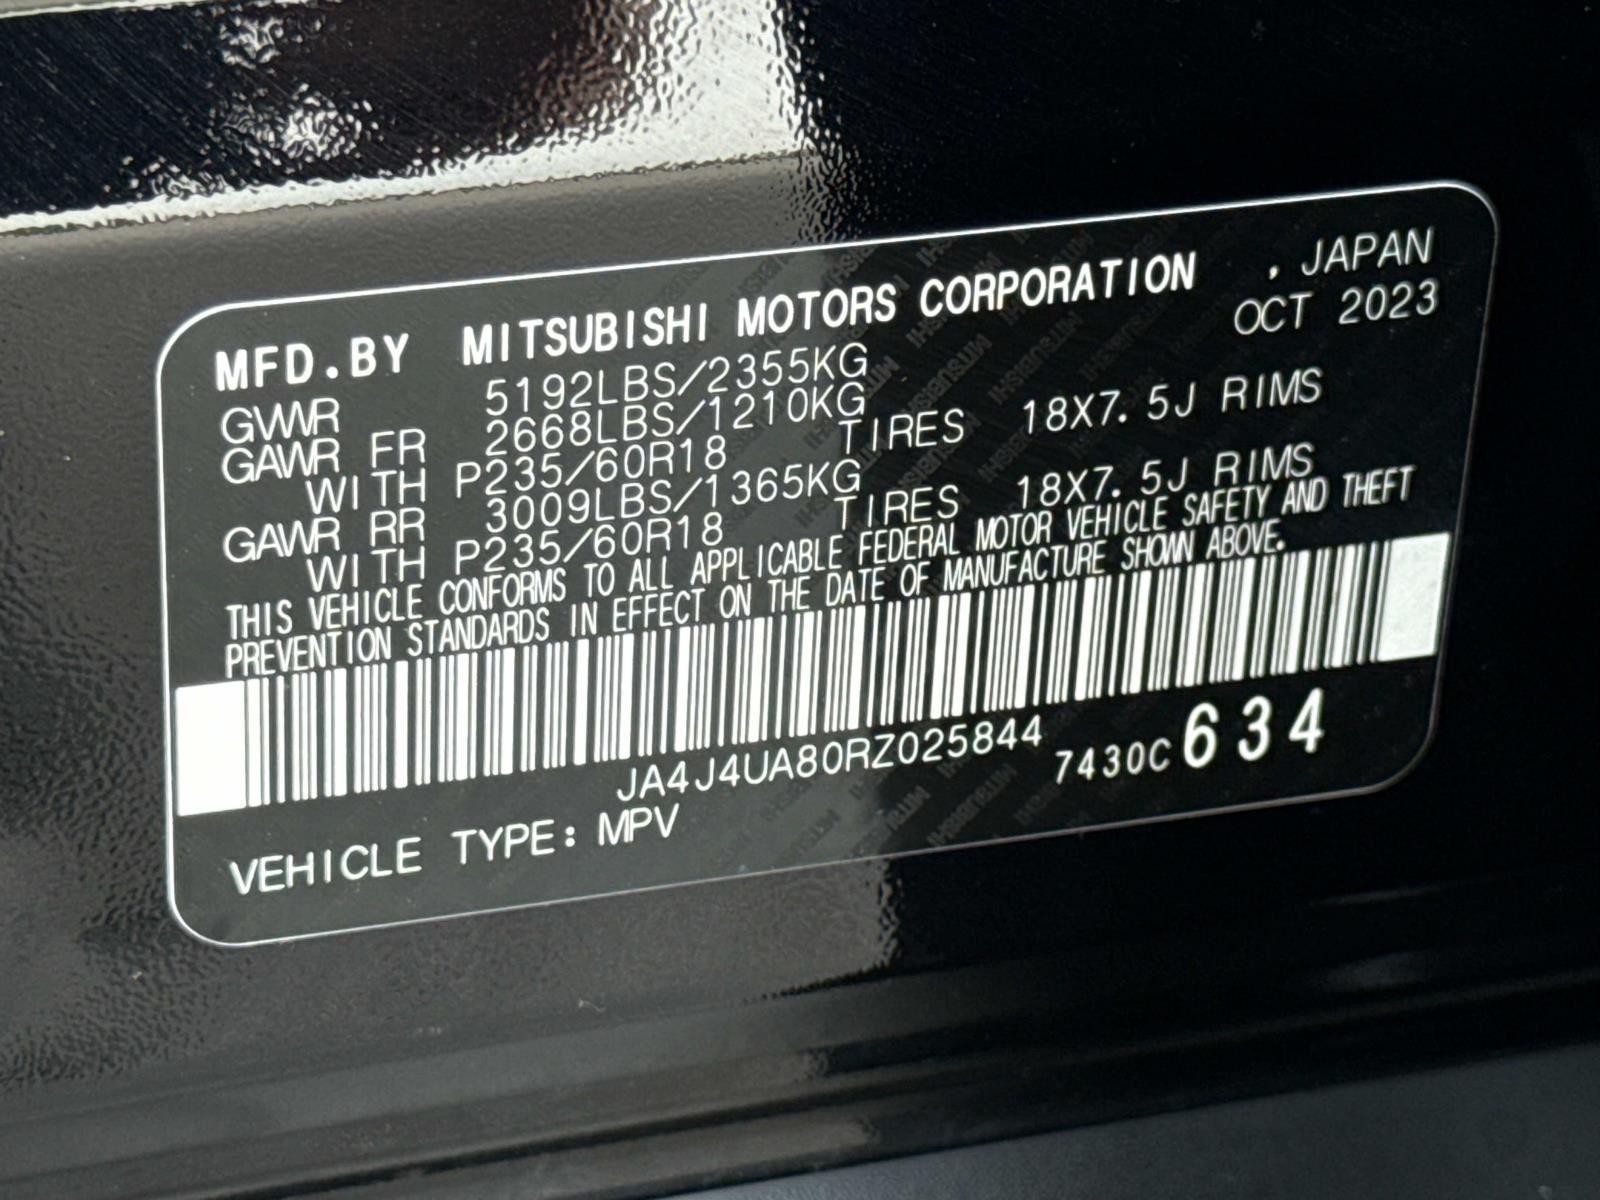 MFD.BY MITSUBISHI MOTORS CORPORATION , JAPAN
OCT 2023
GVWR 5192LBS/2355KG
GAWR FR 2668LBS/1210KG
WITH P235/60R18 TIRES 18X7.5J RIMS
GAWR RR 3009LBS/1365KG
WITH P235/60R18 TIRES 18X7.5J RIMS
THIS VEHICLE CONFORMS TO ALL APPLICABLE FEDERAL MOTOR VEHICLE SAFETY AND THEFT
PREVENTION STANDARDS IN EFFECT ON THE DATE OF MANUFACTURE SHOWN ABOVE.
JA4J4UA80RZ025844 7430C634
VEHICLE TYPE: MPV